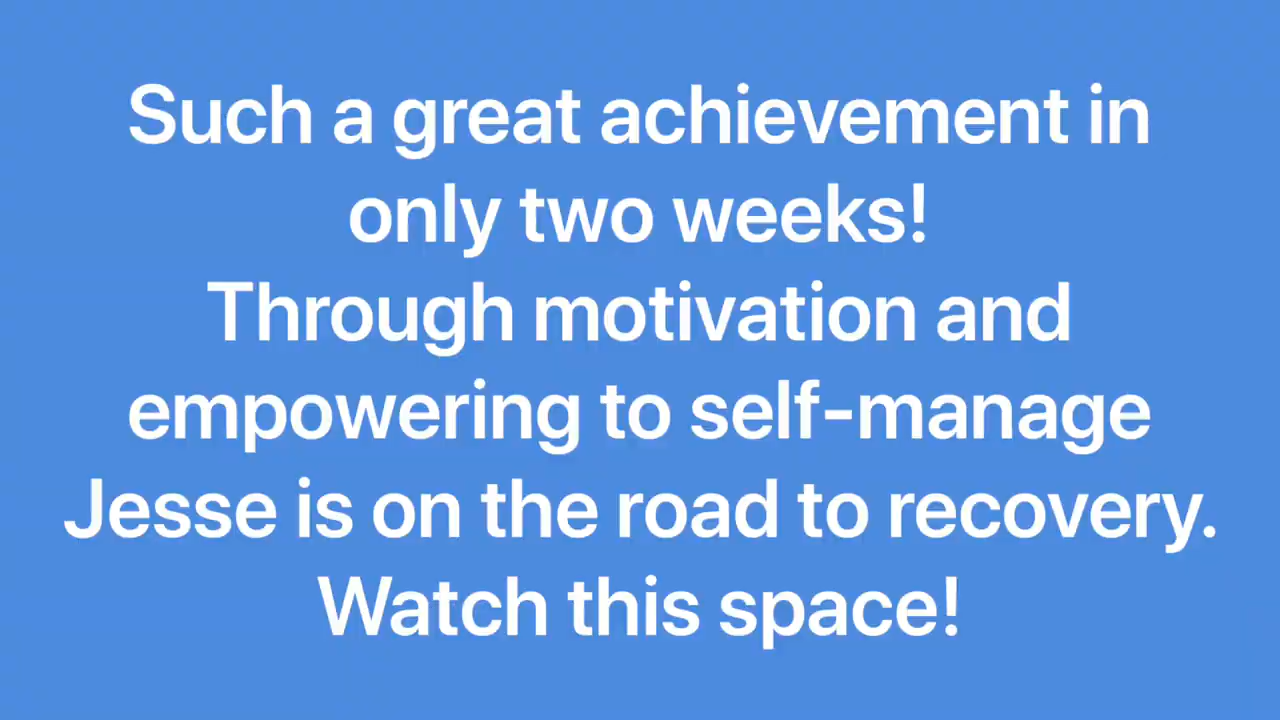 Such a great achievement in
only two weeks!
Through motivation and
empowering to self-manage
Jesse is on the road to recovery.
Watch this space!